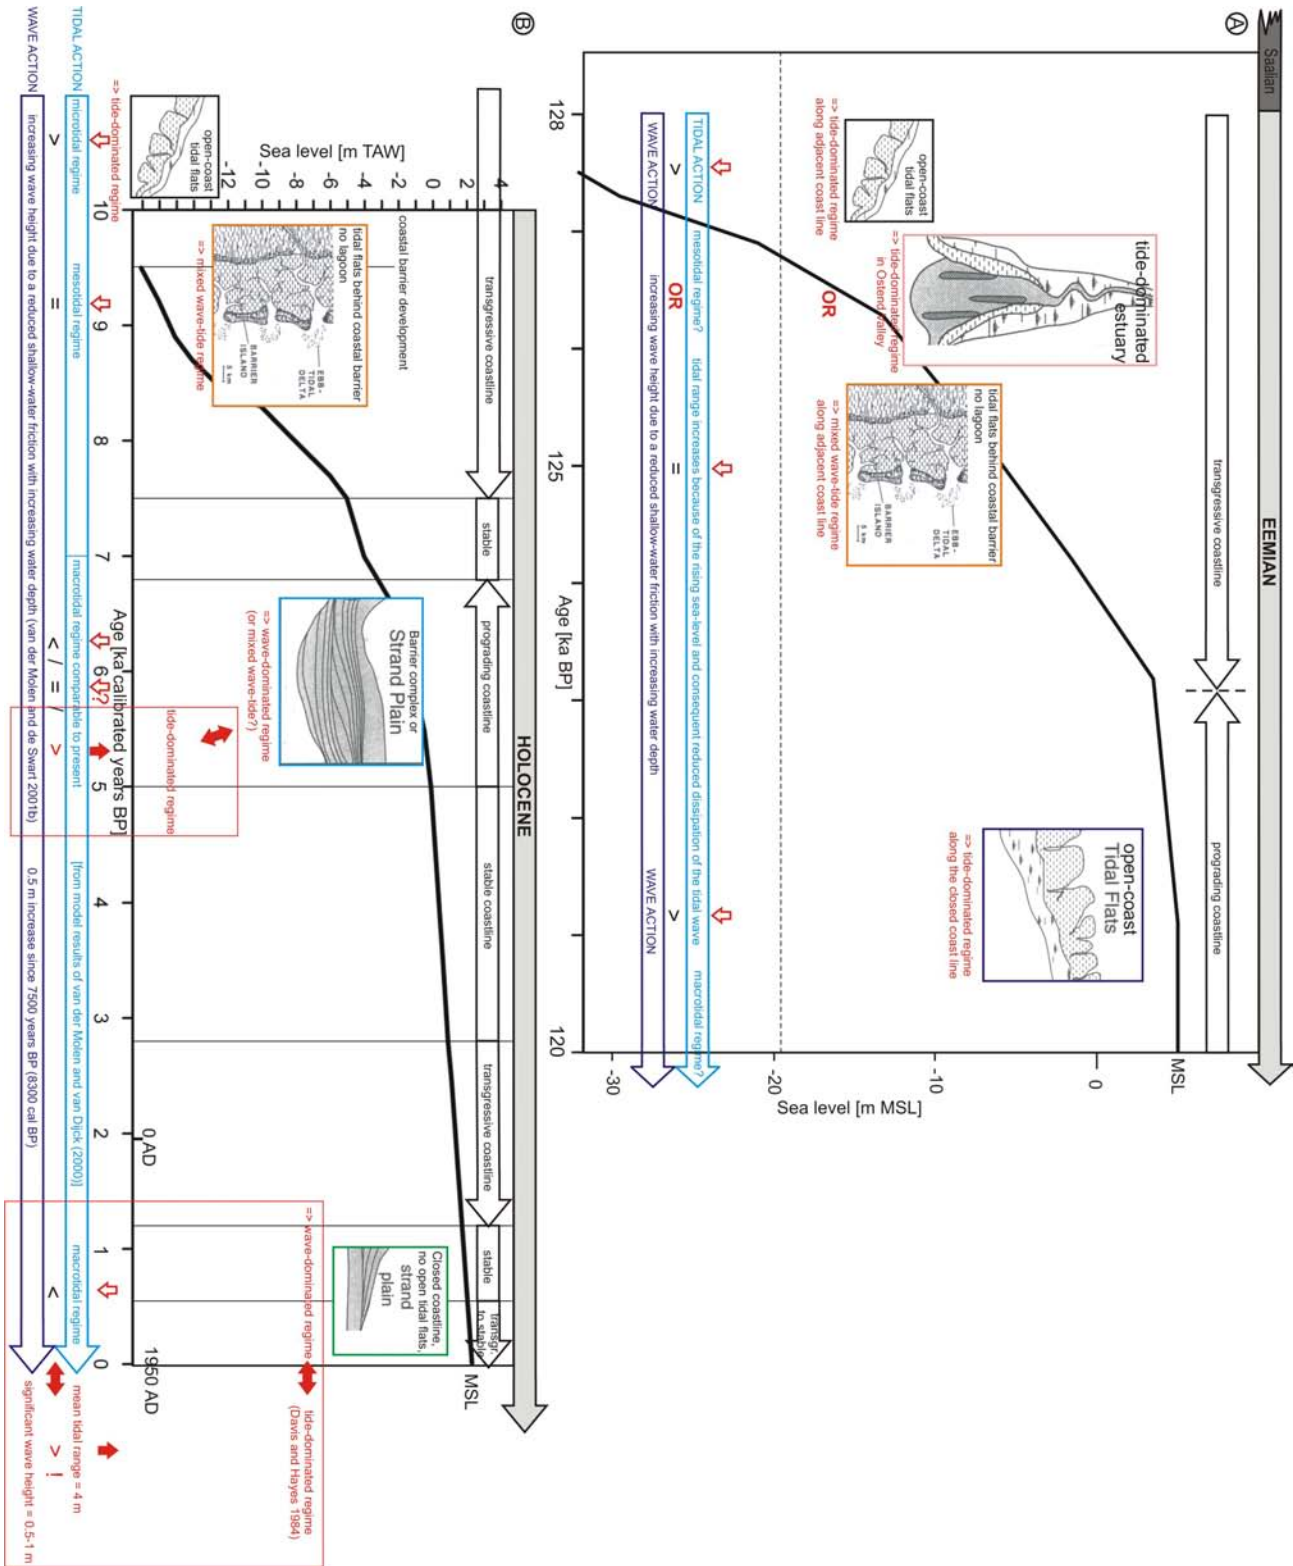 A
Saalian
EEMIAN
transgressive coastline
prograding coastline
MSL
0
-10
-20
-30
Sea level [m MSL]
128
125
120
Age [ka BP]
open-coast
tidal flats
=> tide-dominated regime
along adjacent coast line
tide-dominated
estuary
=> tide-dominated regime
in Ostend valley
OR
tidal flats behind coastal barrier
no lagoon
EBB-
TIDAL
DELTA
BARRIER
ISLAND
5 km
=> mixed wave-tide regime
along adjacent coast line
open-coast
Tidal Flats
=> tide-dominated regime
along the closed coast line
TIDAL ACTION
mesotidal regime?
tidal range increases because of the rising sea-level and consequent reduced dissipation of the tidal wave
macrotidal regime?
>
OR
=
>
WAVE ACTION
increasing wave height due to a reduced shallow-water friction with increasing water depth
WAVE ACTION
B
HOLOCENE
transgressive coastline
stable
prograding coastline
stable coastline
transgressive coastline
stable
transgr.
to stable
MSL
4
2
0
-2
-4
-6
-8
-10
-12
Sea level [m TAW]
coastal barrier development
open-coast
tidal flats
=> tide-dominated regime
tidal flats behind coastal barrier
no lagoon
EBB-
TIDAL
DELTA
BARRIER
ISLAND
5 km
=> mixed wave-tide regime
Barrier complex or
Strand Plain
=> wave-dominated regime
(or mixed wave-tide?)
tide-dominated regime
Closed coastline,
no open tidal flats,
strand
plain
=> wave-dominated regime
tide-dominated regime
(Davis and Hayes 1984)
0 AD
1950 AD
10
9
8
7
6
5
4
3
2
1
0
Age [ka calibrated years BP]
TIDAL ACTION
microtidal regime
mesotidal regime
macrotidal regime comparable to present
[from model results of van der Molen and van Dijck (2000)]
macrotidal regime
mean tidal range = 4 m
>
=
< / = / >
?
<
> !
WAVE ACTION
increasing wave height due to a reduced shallow-water friction with increasing water depth (van der Molen and de Swart 2001b)
0.5 m increase since 7500 years BP (8300 cal BP)
significant wave height = 0.5-1 m